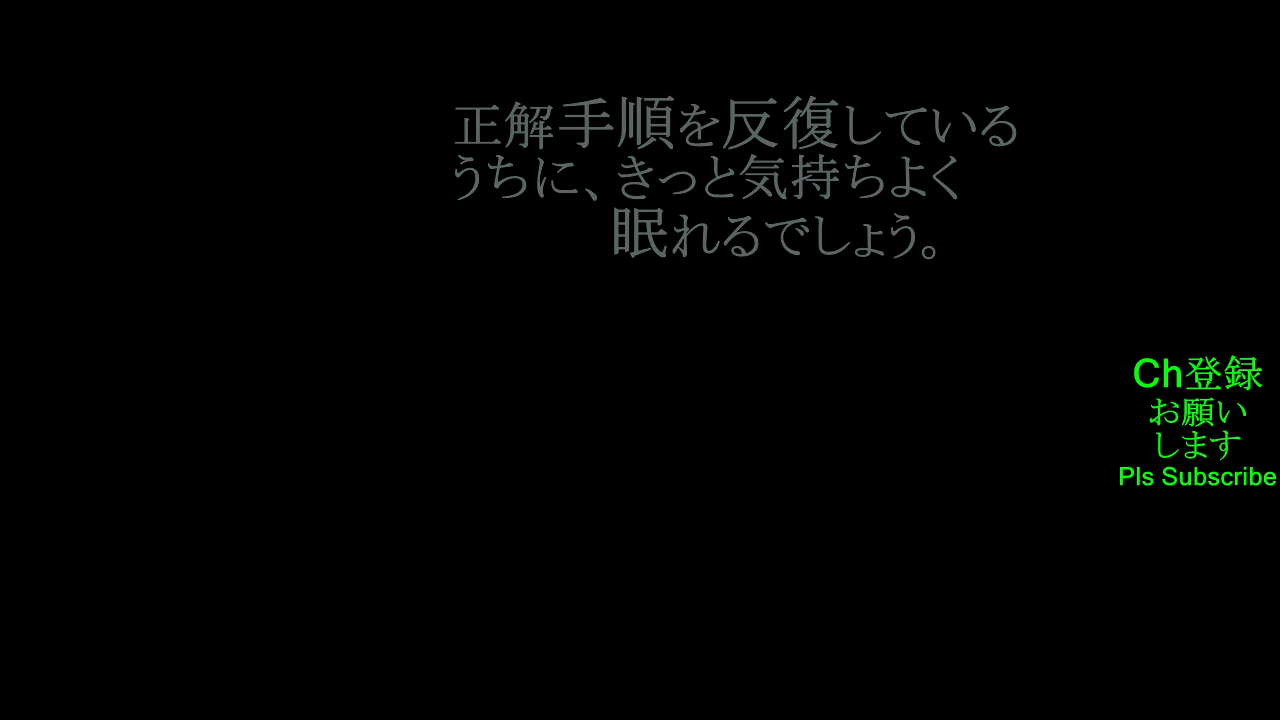 正解手順を反復している
うちに、きっと気持ちよく
眠れるでしょう。
Ch登録
お願い
します
Pls Subscribe